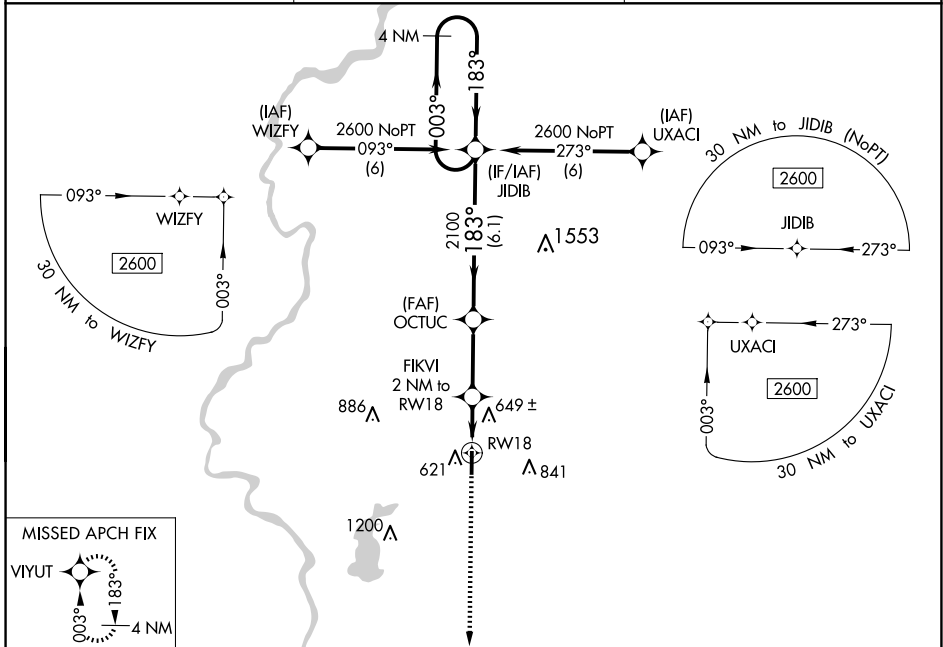 4 NM
183°
003°
(IAF)
WIZFY
2600 NoPT
093°
(6)
2600 NoPT
273°
(6)
(IAF)
UXACI
(IF/IAF)
JIDIB
30 NM to JIDIB (NoPT)
2600
JIDIB
093°
273°
093°
WIZFY
2600
003°
30 NM to WIZFY
2100
183°
(6.1)
1553
(FAF)
OCTUC
273°
UXACI
2600
003°
30 NM to UXACI
FIKVI
2 NM to
RW18
886
649 ±
RW18
621
841
1200
MISSED APCH FIX
VIYUT
183°
003°
4 NM